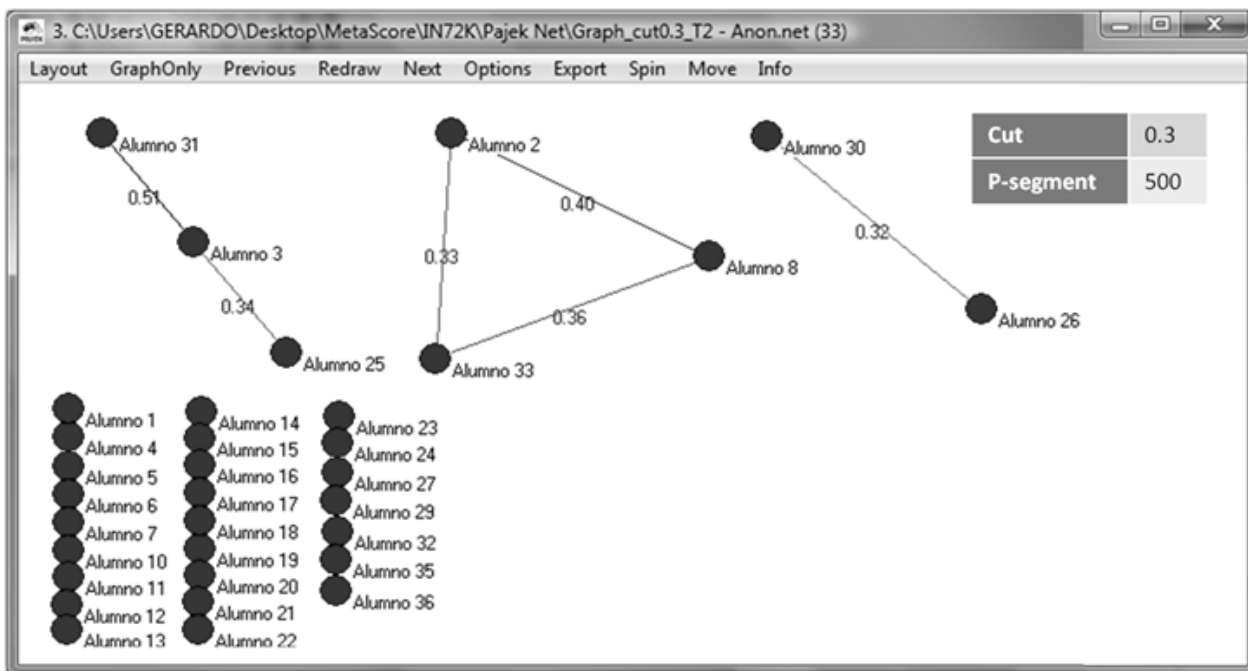 3. C:\Users\GERARDO\Desktop\MetaScore\IN72K\Pajek Net\Graph_cut0.3_T2 - Anon.net (33)
Layout GraphOnly Previous Redraw Next Options Export Spin Move Info
Alumno 31
Alumno 2
Alumno 30
Cut 0.3
P-segment 500
0.51
0.40
0.32
Alumno 3
0.33
Alumno 8
0.34
0.36
Alumno 26
Alumno 25
Alumno 33
Alumno 1
Alumno 4
Alumno 5
Alumno 6
Alumno 7
Alumno 10
Alumno 11
Alumno 12
Alumno 13
Alumno 14
Alumno 15
Alumno 16
Alumno 17
Alumno 18
Alumno 19
Alumno 20
Alumno 21
Alumno 22
Alumno 23
Alumno 24
Alumno 27
Alumno 29
Alumno 32
Alumno 35
Alumno 36